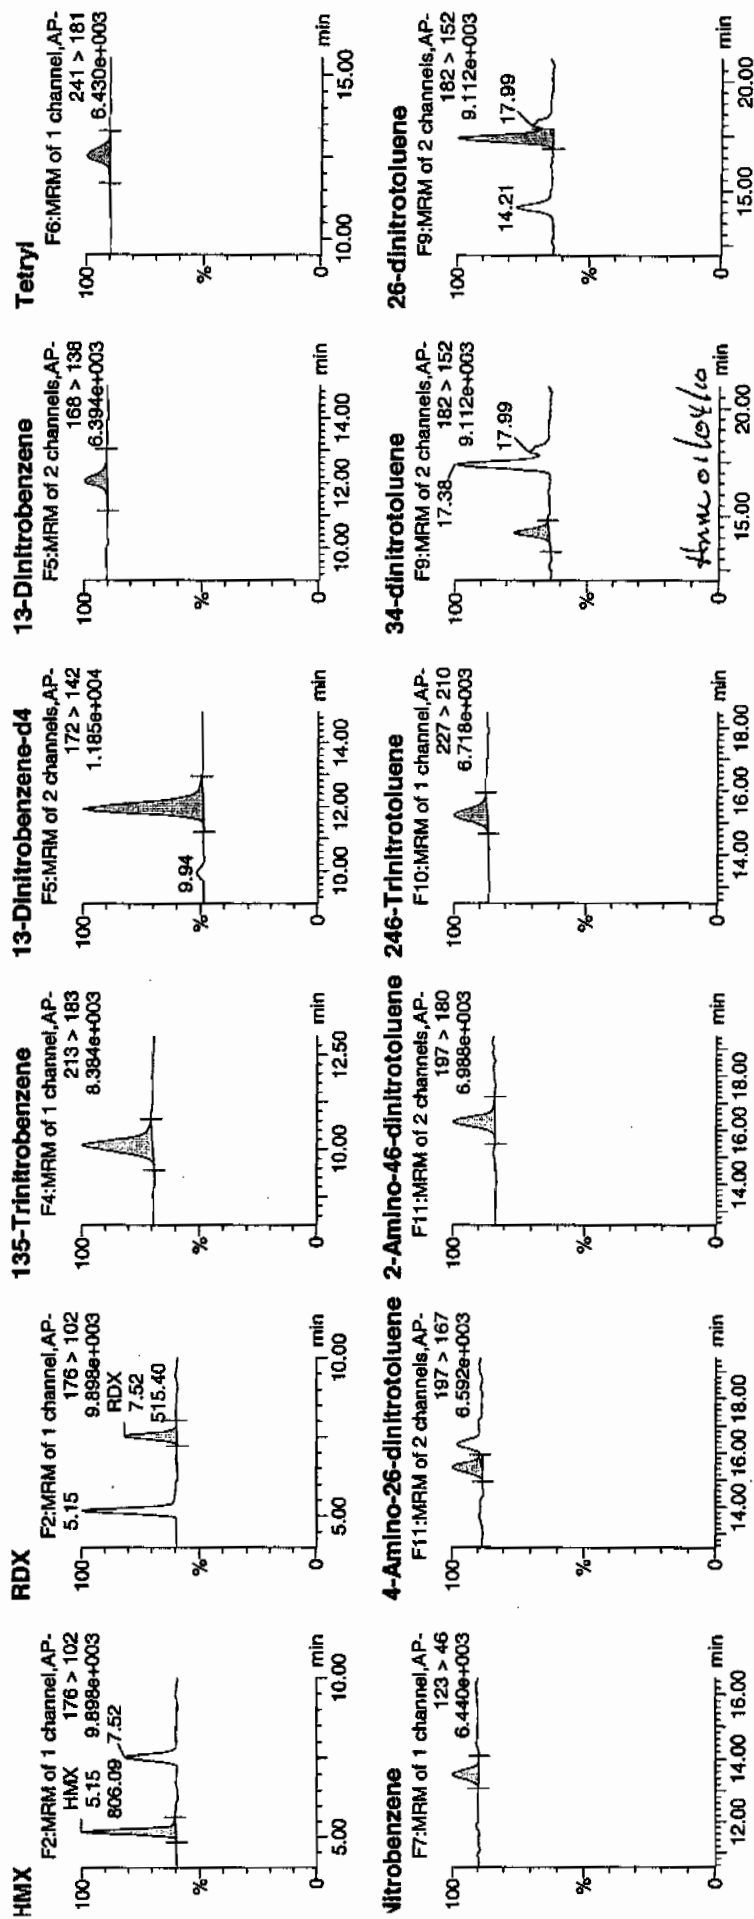 HMX
F2:MRM of 1 channel,AP-
176 > 102
9.898e+003
HMX
5.15
806.09
7.52
100
%
0
5.00
10.00
min
RDX
F2:MRM of 1 channel,AP-
176 > 102
9.898e+003
5.15
RDX
7.52
515.40
100
%
0
5.00
10.00
min
135-Trinitrobenzene
F4:MRM of 1 channel,AP-
213 > 183
8.384e+003
100
%
0
10.00
12.50
min
13-Dinitrobenzene-d4
F5:MRM of 2 channels,AP-
172 > 142
1.185e+004
9.94
100
%
0
10.00
12.00
14.00
min
13-Dinitrobenzene
F5:MRM of 2 channels,AP-
168 > 138
6.394e+003
100
%
0
10.00
12.00
14.00
min
Tetryl
F6:MRM of 1 channel,AP-
241 > 181
6.430e+003
100
%
0
10.00
15.00
min
Nitrobenzene
F7:MRM of 1 channel,AP-
123 > 46
6.440e+003
100
%
0
12.00
14.00
16.00
min
4-Amino-26-dinitrotoluene
F11:MRM of 2 channels,AP-
197 > 167
6.592e+003
100
%
0
14.00
16.00
18.00
min
2-Amino-46-dinitrotoluene
F11:MRM of 2 channels,AP-
197 > 180
6.988e+003
100
%
0
14.00
16.00
18.00
min
246-Trinitrotoluene
F10:MRM of 1 channel,AP-
227 > 210
6.718e+003
100
%
0
14.00
16.00
18.00
min
34-dinitrotoluene
F9:MRM of 2 channels,AP-
182 > 152
9.112e+003
17.38
17.99
100
%
0
15.00
20.00
min
01/04/10
26-dinitrotoluene
F9:MRM of 2 channels,AP-
182 > 152
9.112e+003
14.21
17.99
100
%
0
15.00
20.00
min